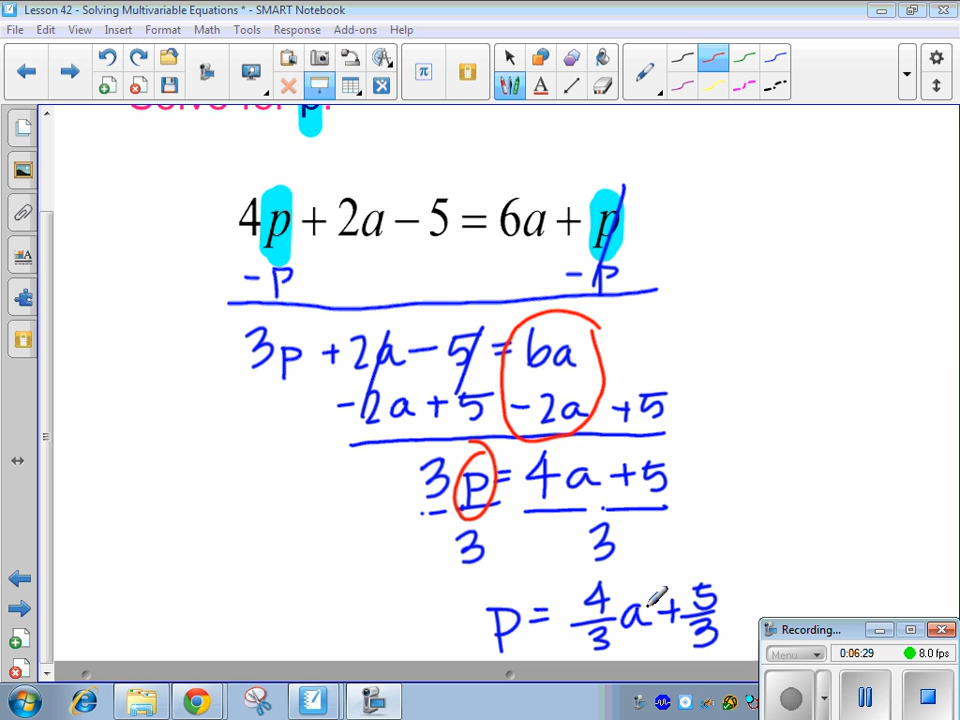 Lesson 42 - Solving Multivariable Equations * - SMART Notebook
File Edit View Insert Format Math Tools Response Add-ons Help
π
A
Solve for p.
4p + 2a − 5 = 6a + p
- p - p
3p + 2a - 5 = 6a
- 2a + 5 - 2a + 5
3p = 4a + 5
3 3
p = 4/3 a + 5/3
Recording...
Menu 0:06:29 8.0 fps